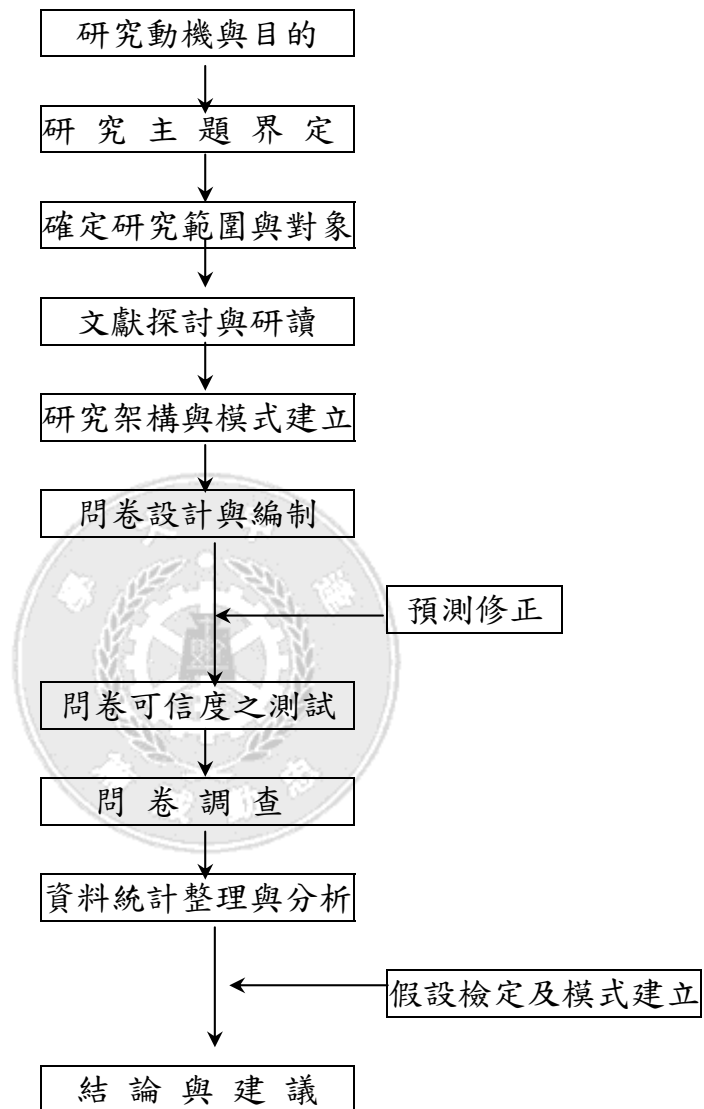 研究動機與目的
研究主題界定
確定研究範圍與對象
文獻探討與研讀
研究架構與模式建立
問卷設計與編制
預測修正
問卷可信度之測試
問卷調查
資料統計整理與分析
假設檢定及模式建立
結論與建議